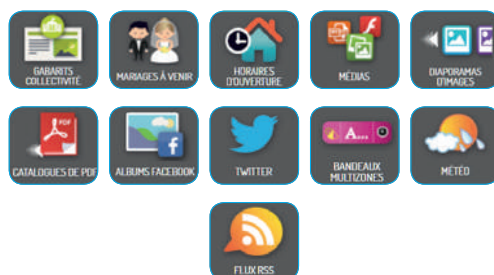 GABARITS
COLLECTIVITÉ
MARIAGES À VENIR
HORAIRES
D'OUVERTURE
MÉDIAS
DIAPORAMAS
D'IMAGES
PDF
CATALOGUES DE PDF
ALBUMS FACEBOOK
TWITTER
A...
BANDEAUX
MULTIZONES
MÉTÉO
FLUX RSS